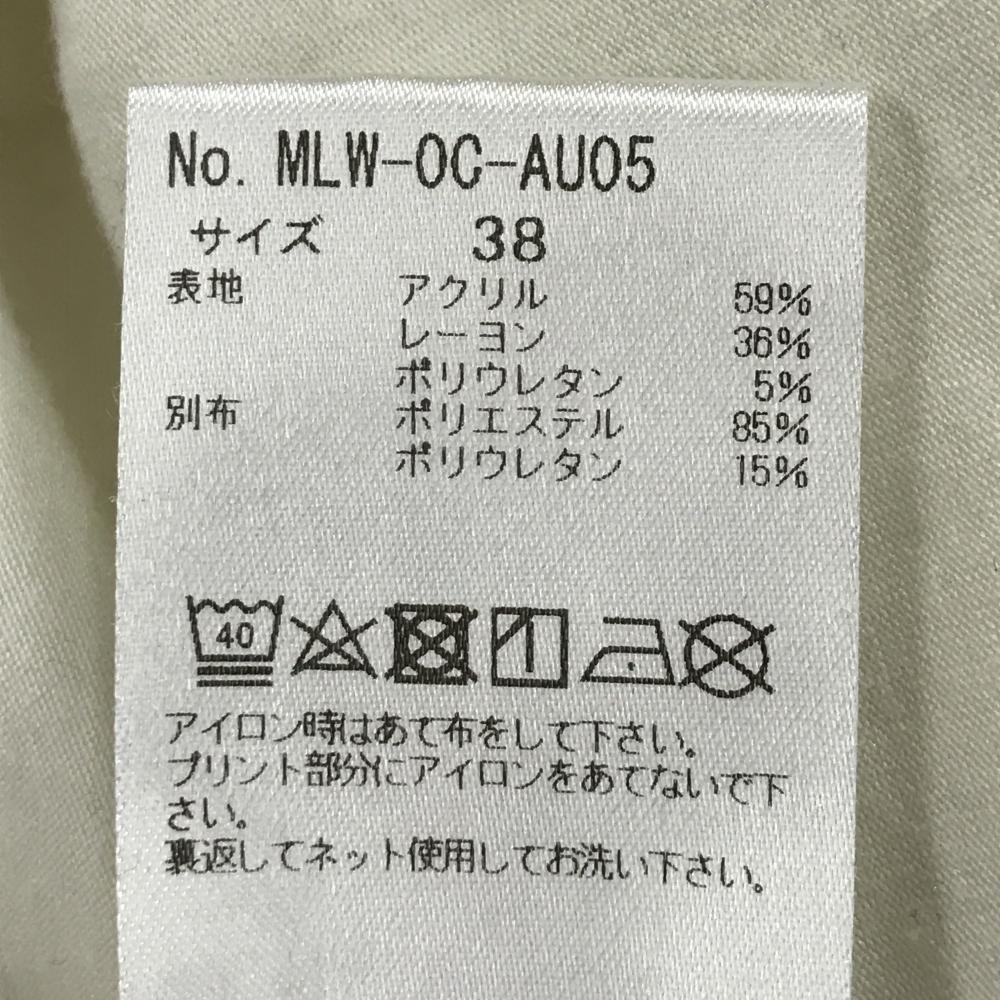 No. MLW-OC-AU05
サイズ 38
表地 アクリル 59%
レーヨン 36%
ポリウレタン 5%
別布 ポリエステル 85%
ポリウレタン 15%
40
アイロン時はあて布をして下さい。
プリント部分にアイロンをあてないで下
さい。
裏返してネット使用してお洗い下さい。